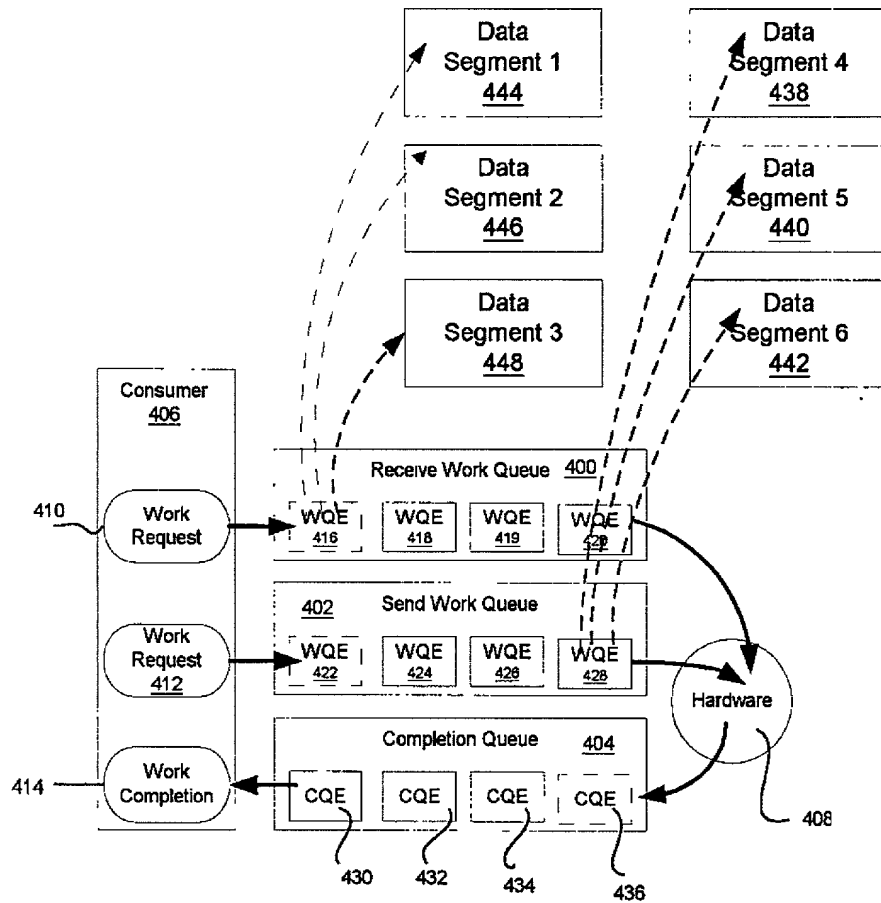 Data
Segment 1
444
Data
Segment 4
438
Data
Segment 2
446
Data
Segment 5
440
Data
Segment 3
448
Data
Segment 6
442
Consumer
406
Receive Work Queue 400
410
Work
Request
WQE
416
WQE
418
WQE
419
WQE
420
402 Send Work Queue
Work
Request
412
WQE
422
WQE
424
WQE
426
WQE
428
Hardware
Completion Queue 404
414
Work
Completion
CQE
CQE
CQE
CQE
408
430
432
434
436